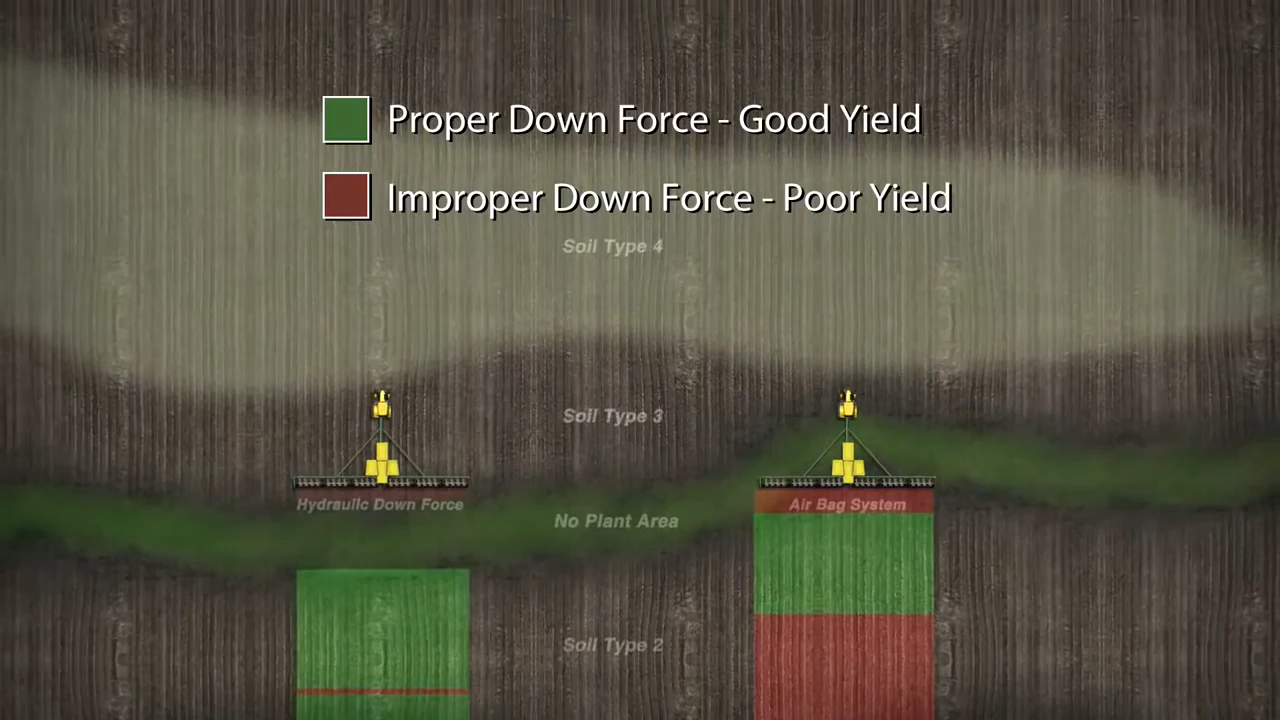 Proper Down Force - Good Yield
Improper Down Force - Poor Yield
Soil Type 4
Soil Type 3
Hydraulic Down Force
Air Bag System
No Plant Area
Soil Type 2